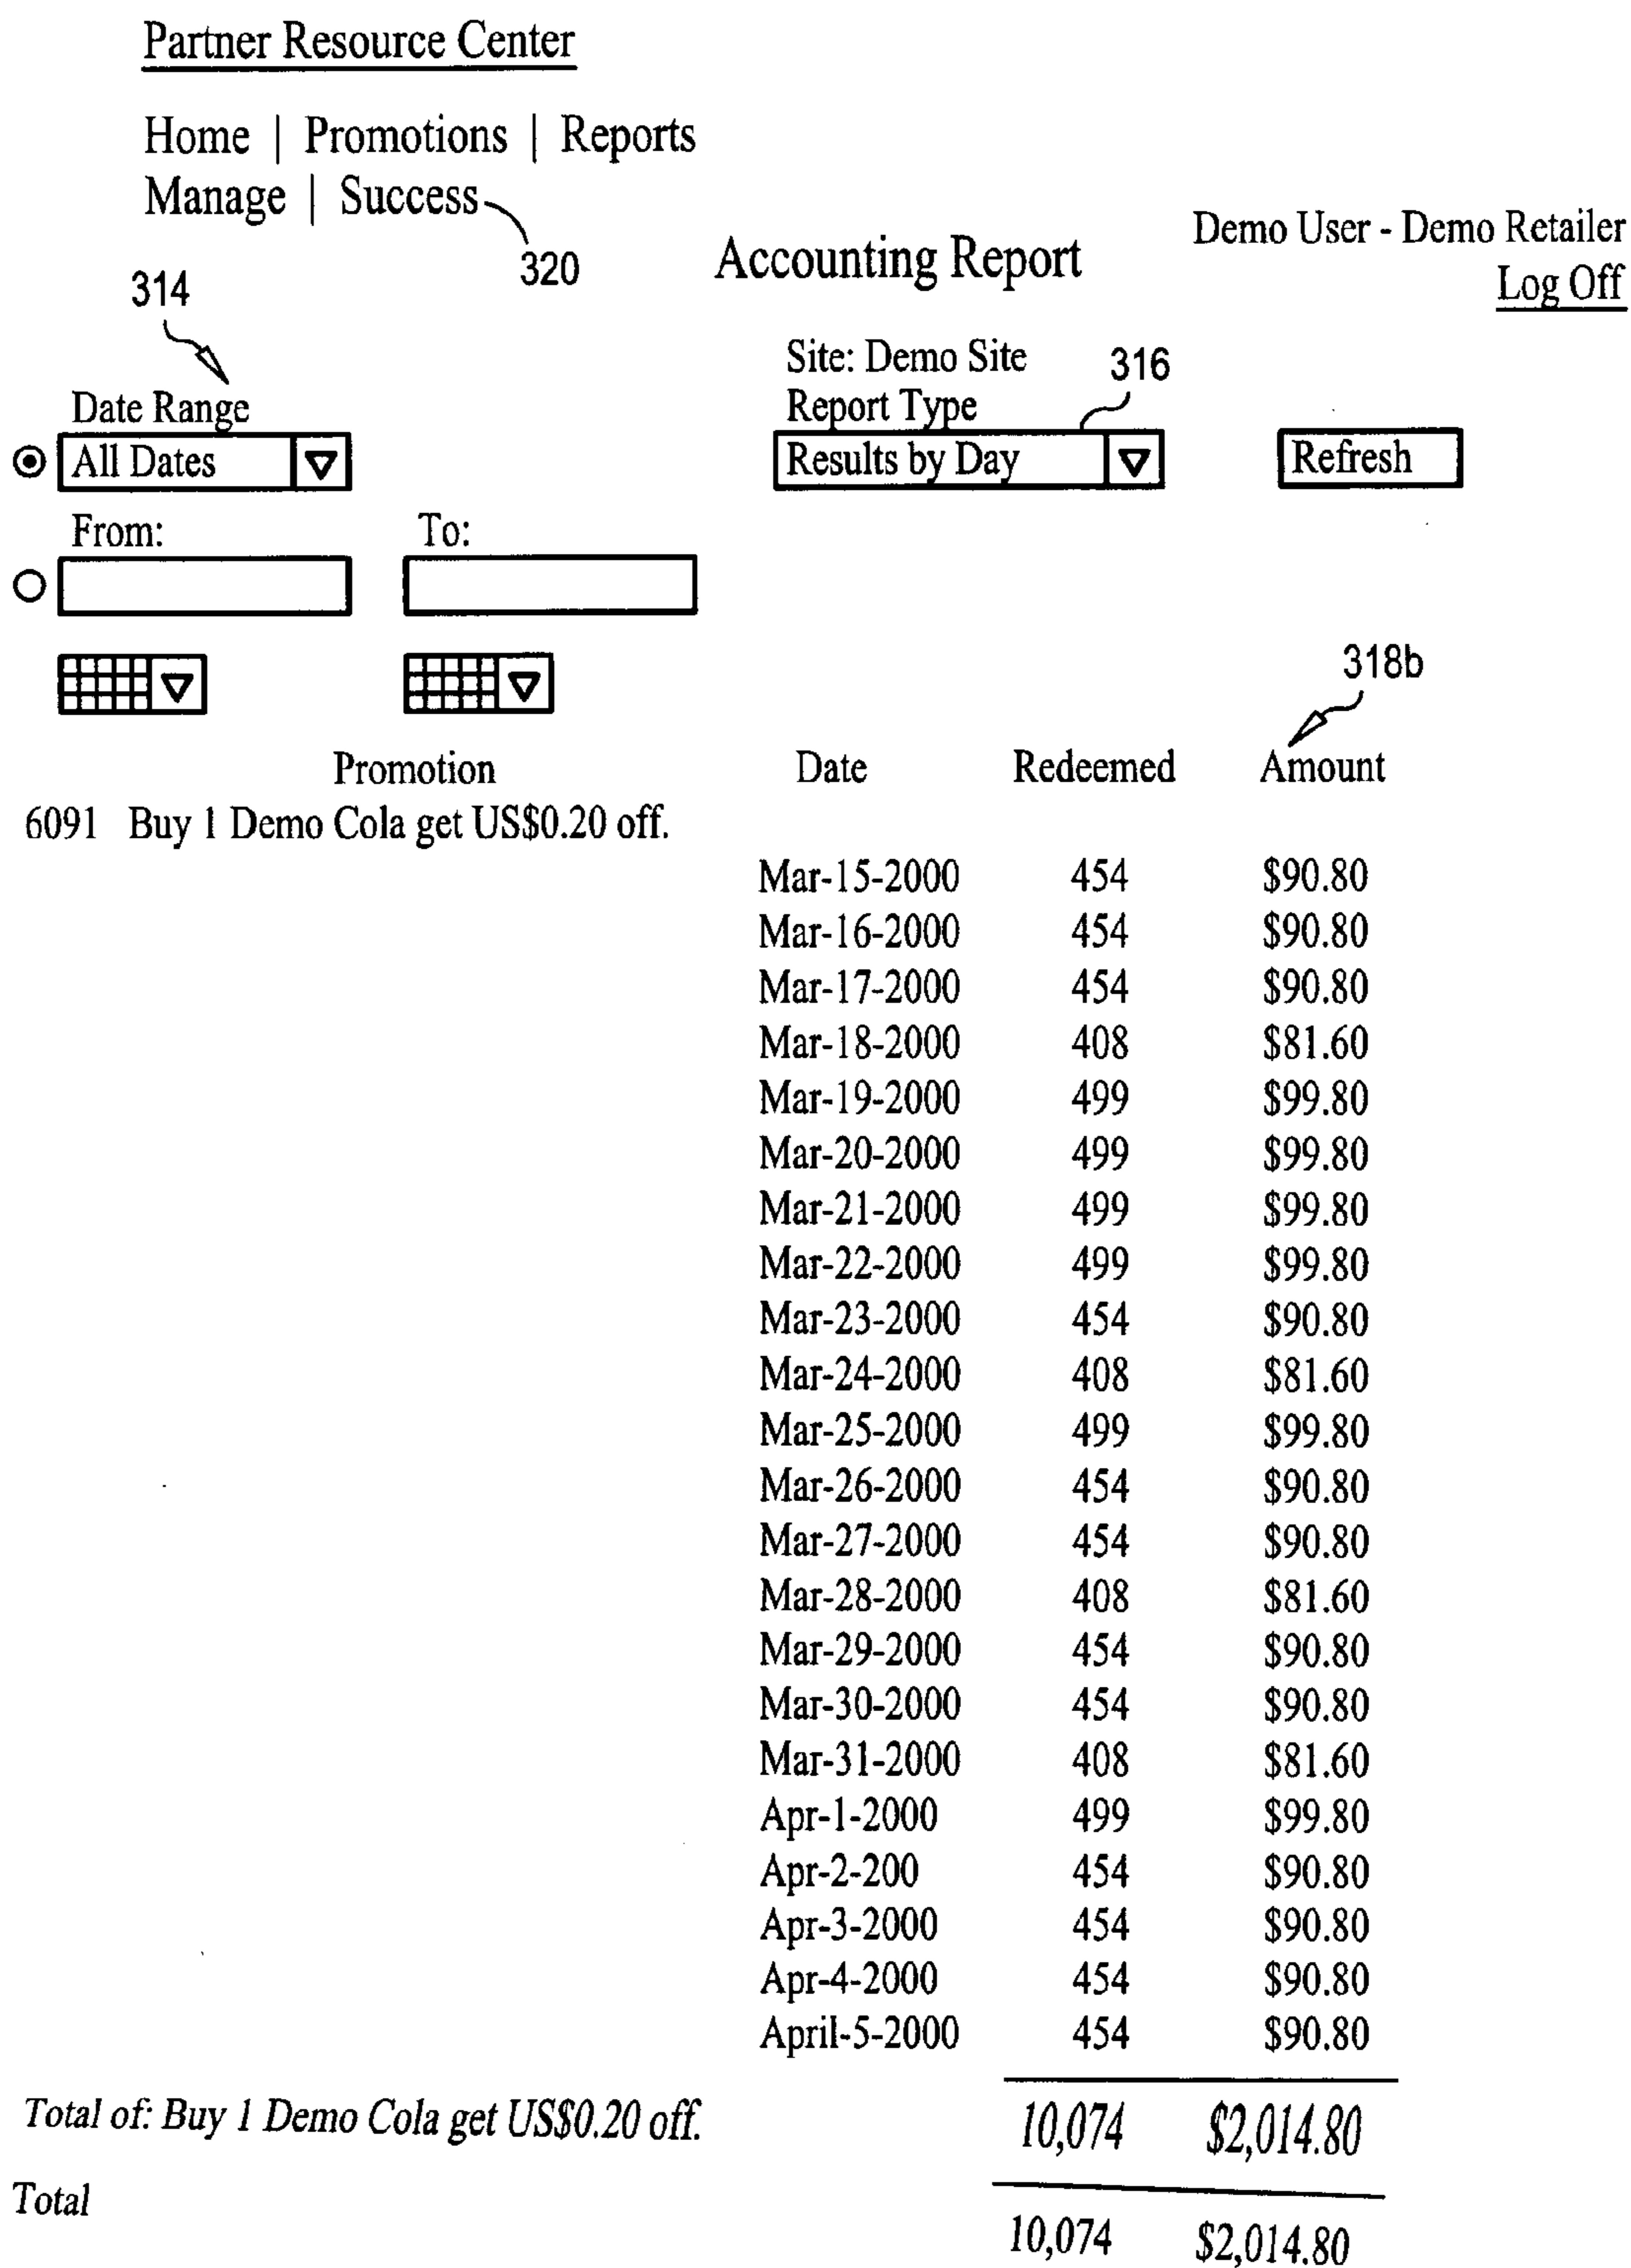 Partner Resource Center
Home | Promotions | Reports
Manage | Success
320
Accounting Report
Demo User - Demo Retailer
Log Off
314
Date Range
All Dates
Site: Demo Site
316
Report Type
Results by Day
Refresh
From: To:
318b
Promotion Date Redeemed Amount
6091 Buy 1 Demo Cola get US$0.20 off.
Mar-15-2000 454 $90.80
Mar-16-2000 454 $90.80
Mar-17-2000 454 $90.80
Mar-18-2000 408 $81.60
Mar-19-2000 499 $99.80
Mar-20-2000 499 $99.80
Mar-21-2000 499 $99.80
Mar-22-2000 499 $99.80
Mar-23-2000 454 $90.80
Mar-24-2000 408 $81.60
Mar-25-2000 499 $99.80
Mar-26-2000 454 $90.80
Mar-27-2000 454 $90.80
Mar-28-2000 408 $81.60
Mar-29-2000 454 $90.80
Mar-30-2000 454 $90.80
Mar-31-2000 408 $81.60
Apr-1-2000 499 $99.80
Apr-2-200 454 $90.80
Apr-3-2000 454 $90.80
Apr-4-2000 454 $90.80
April-5-2000 454 $90.80
Total of: Buy 1 Demo Cola get US$0.20 off. 10,074 $2,014.80
Total 10,074 $2,014.80